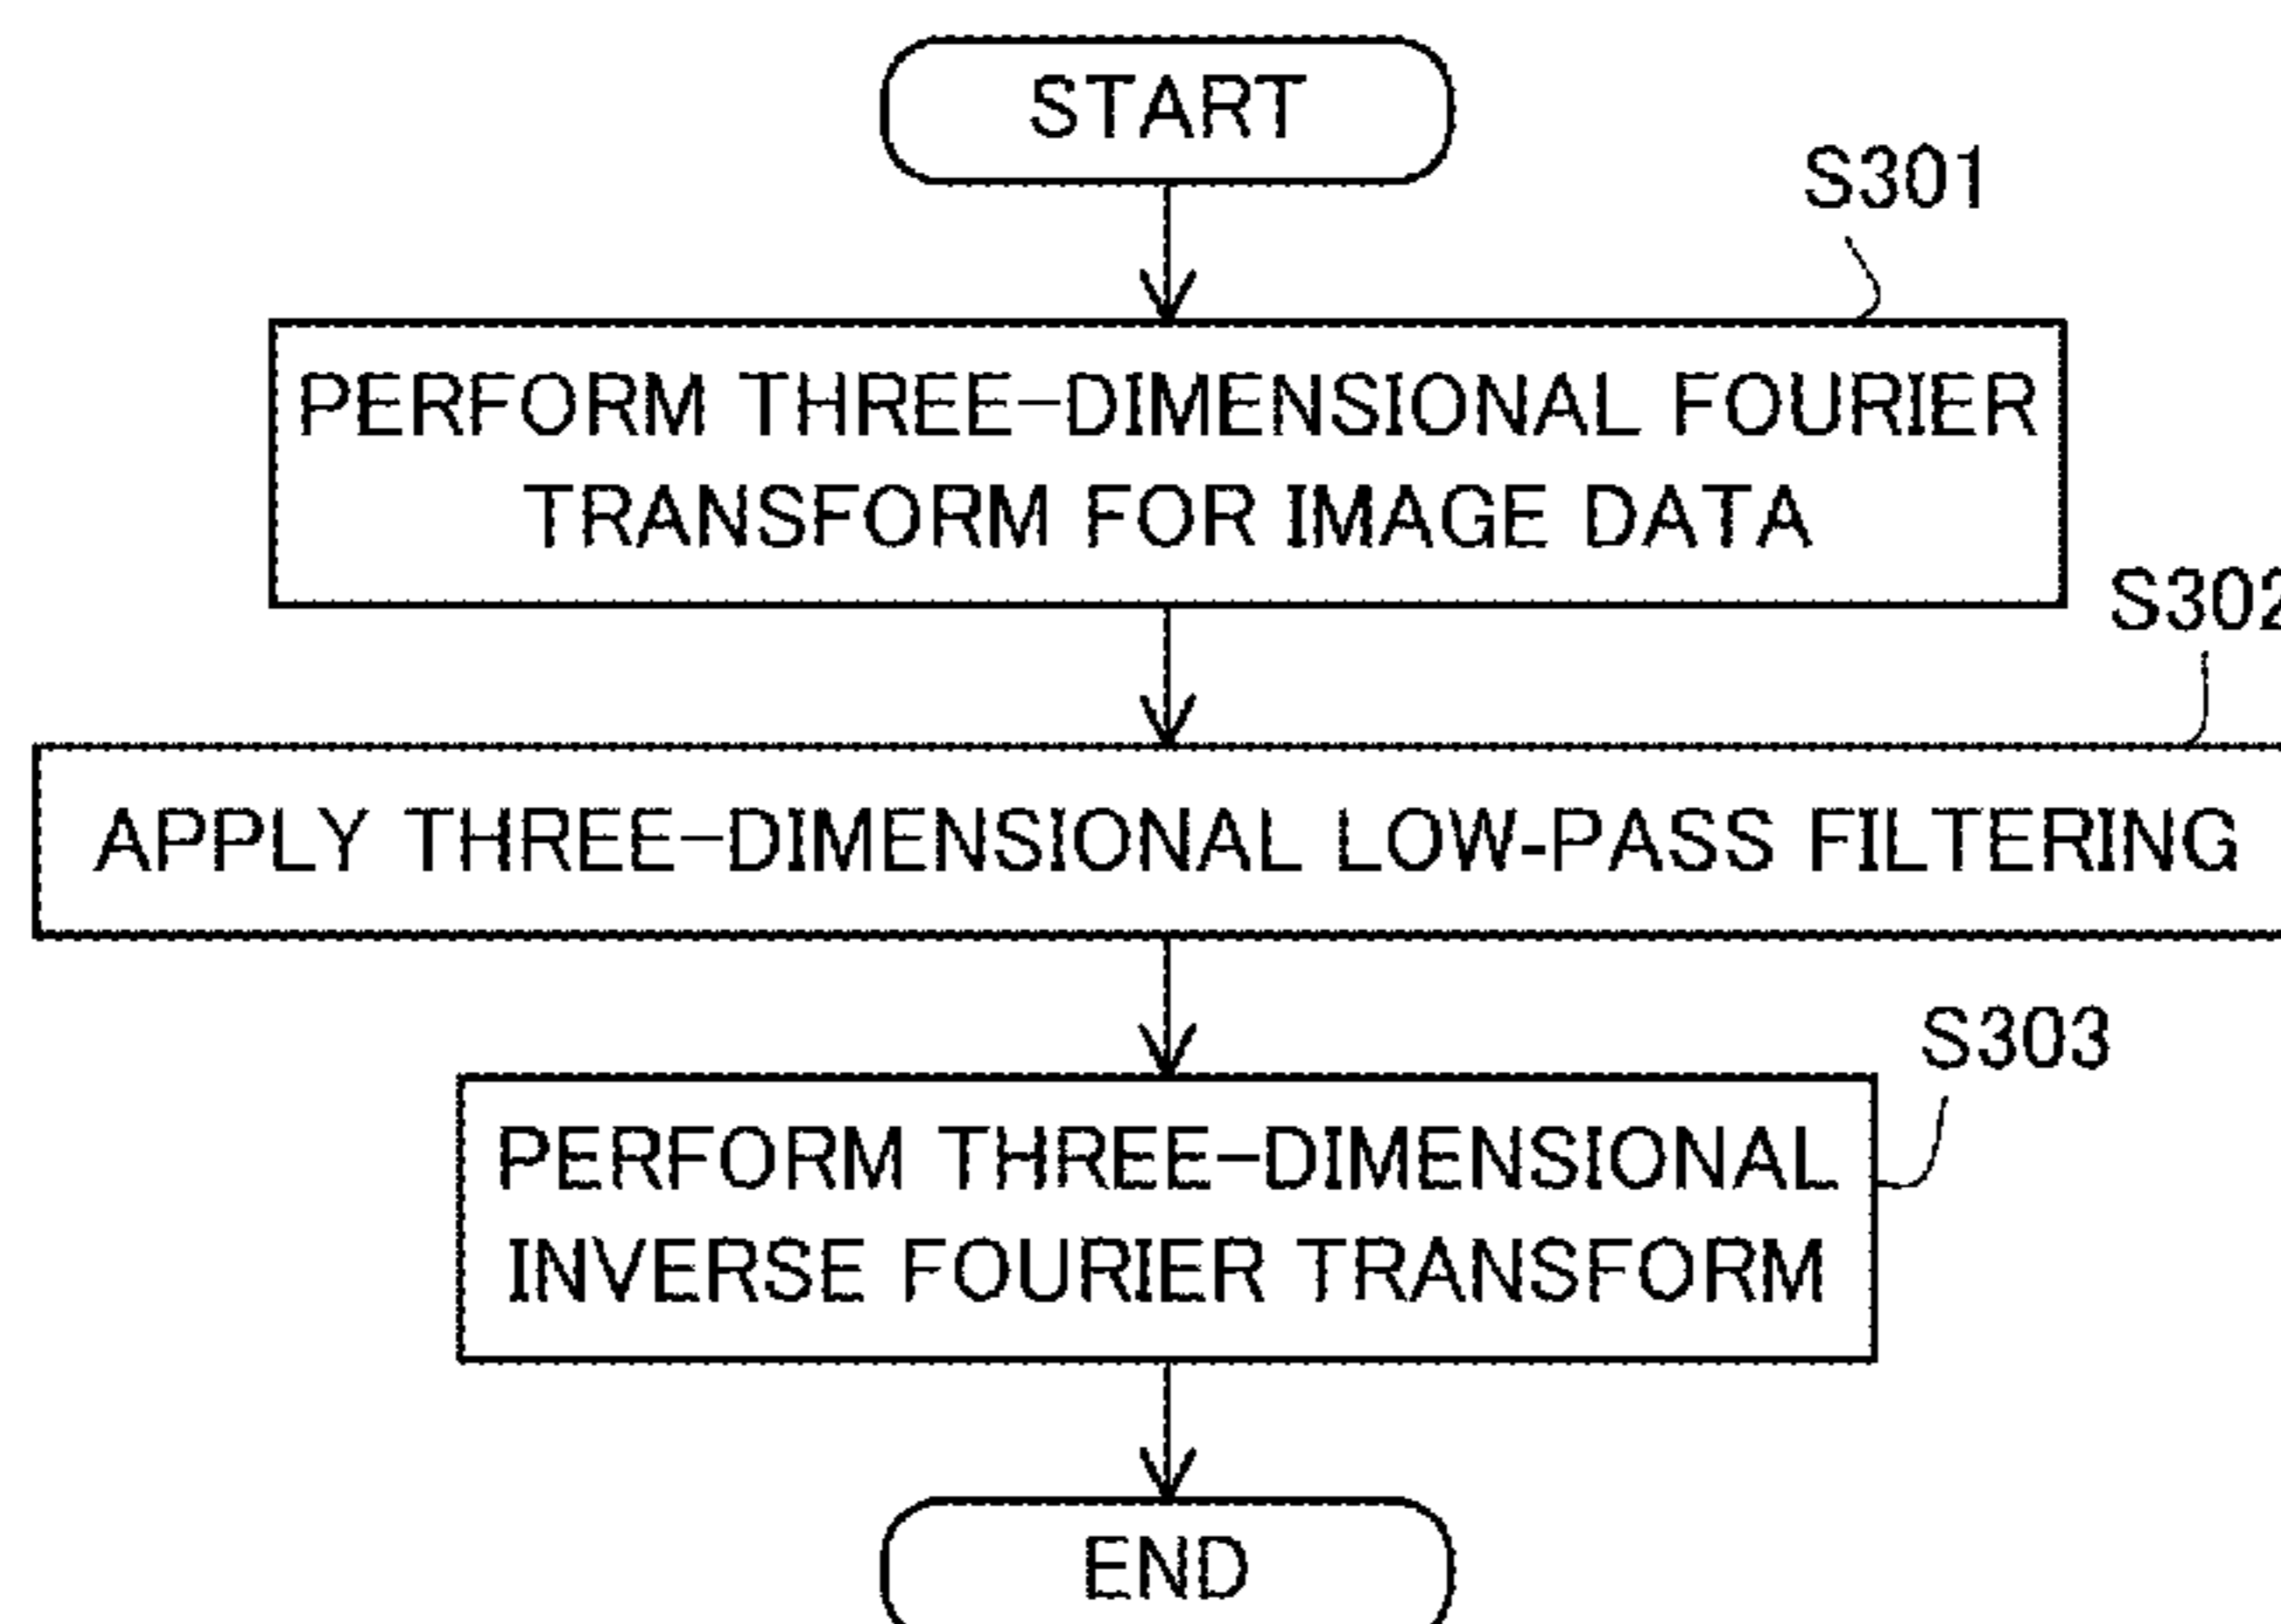 START
S301
PERFORM THREE-DIMENSIONAL FOURIER
TRANSFORM FOR IMAGE DATA
S302
APPLY THREE-DIMENSIONAL LOW-PASS FILTERING
S303
PERFORM THREE-DIMENSIONAL
INVERSE FOURIER TRANSFORM
END